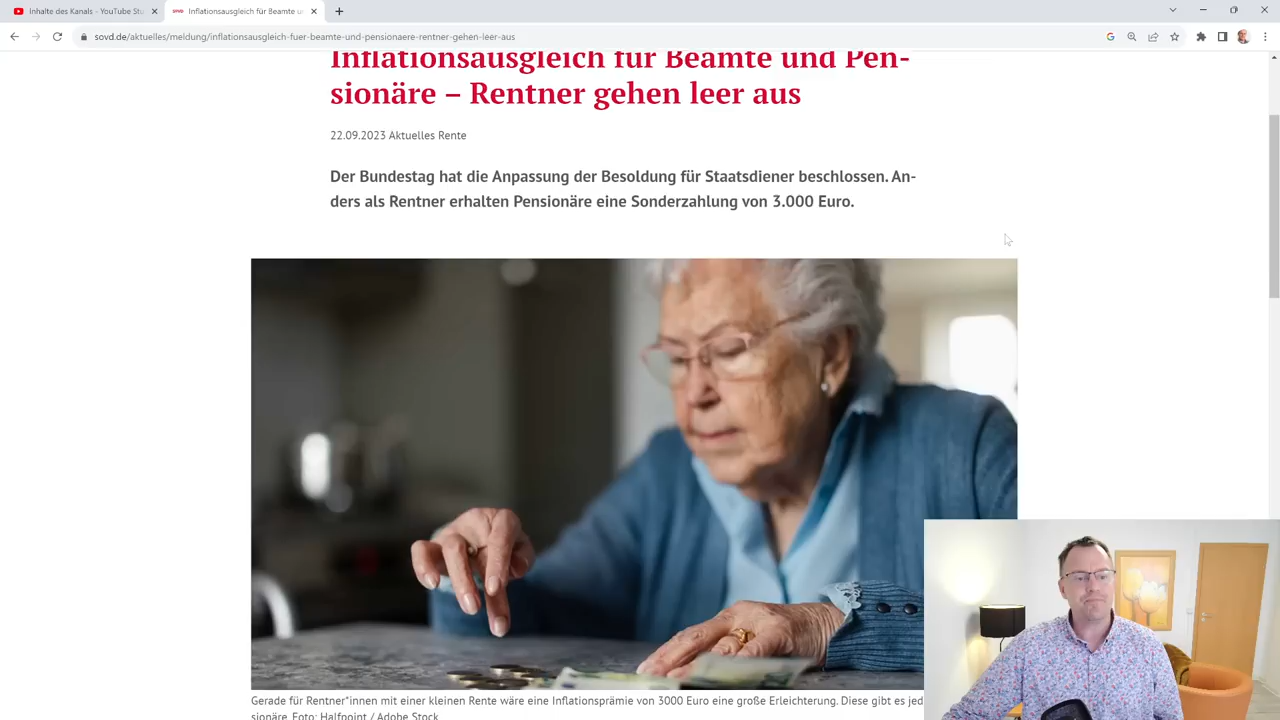 Inhalte des Kanals - YouTube Stu
Inflationsausgleich für Beamte u
sovd.de/aktuelles/meldung/inflationsausgleich-fuer-beamte-und-pensionaere-rentner-gehen-leer-aus
Inflationsausgleich für Beamte und Pen-
sionäre – Rentner gehen leer aus
22.09.2023 Aktuelles Rente
Der Bundestag hat die Anpassung der Besoldung für Staatsdiener beschlossen. An-
ders als Rentner erhalten Pensionäre eine Sonderzahlung von 3.000 Euro.
Gerade für Rentner*innen mit einer kleinen Rente wäre eine Inflationsprämie von 3000 Euro eine große Erleichterung. Diese gibt es jed
sionäre. Foto: Halfpoint / Adobe Stock